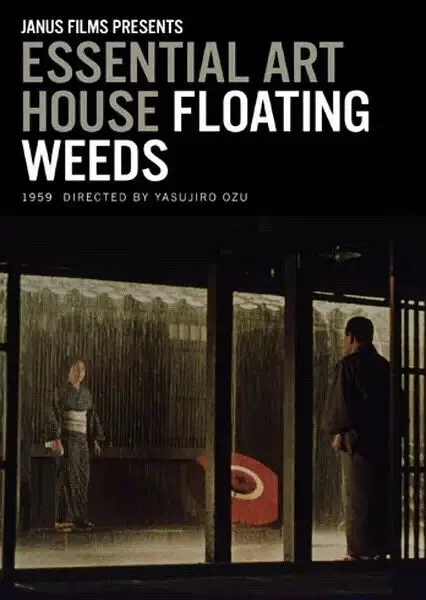 JANUS FILMS PRESENTS
ESSENTIAL ART
HOUSE FLOATING
WEEDS
1959 DIRECTED BY YASUJIRO OZU